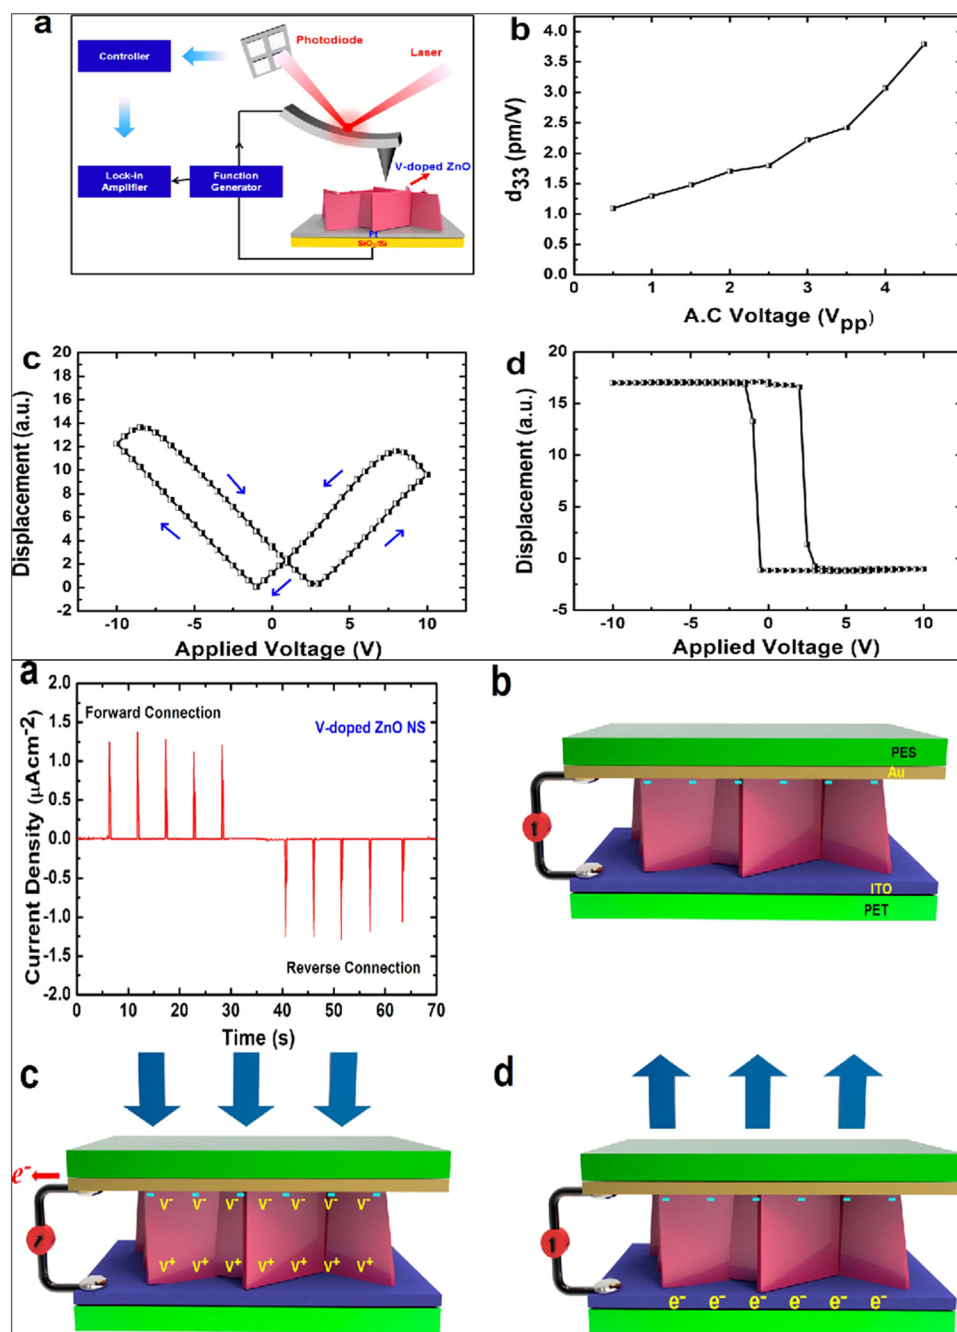 a
Photodiode
Laser
Controller
Lock-in
Amplifier
Function
Generator
V-doped ZnO
Pt
SiO2/Si
b
4.0
3.5
3.0
2.5
2.0
1.5
1.0
0.5
0.0
d33 (pm/V)
0 1 2 3 4
A.C Voltage (Vpp)
c
20
18
16
14
12
10
8
6
4
2
0
-2
Displacement (a.u.)
-10 -5 0 5 10
Applied Voltage (V)
d
20
15
10
5
0
-5
Displacement (a.u.)
-10 -5 0 5 10
Applied Voltage (V)
a
2.0
1.5
1.0
0.5
0.0
-0.5
-1.0
-1.5
-2.0
Current Density (μAcm-2)
Forward Connection
V-doped ZnO NS
Reverse Connection
0 10 20 30 40 50 60 70
Time (s)
b
PES
Au
ITO
PET
c
e-
V- V- V- V- V- V- V-
V+ V+ V+ V+ V+ V+ V+
d
e- e- e- e- e- e-